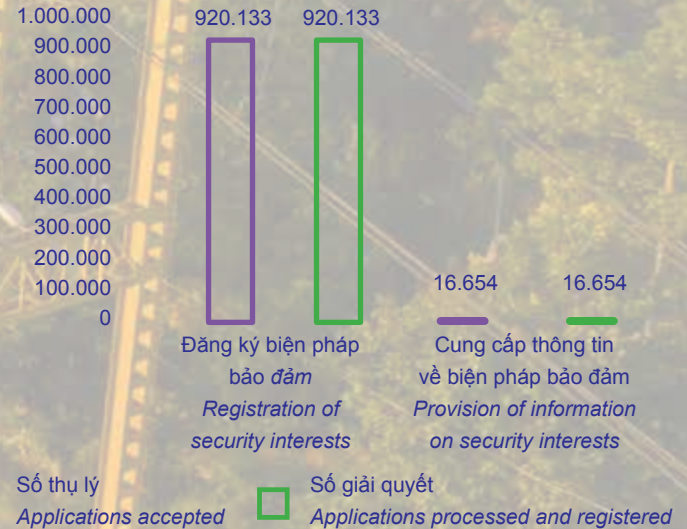 1.000.000
900.000
800.000
700.000
600.000
500.000
400.000
300.000
200.000
100.000
0
920.133 920.133
16.654 16.654
Đăng ký biện pháp
bảo đảm
Registration of
security interests
Cung cấp thông tin
về biện pháp bảo đảm
Provision of information
on security interests
Số thụ lý
Applications accepted
Số giải quyết
Applications processed and registered